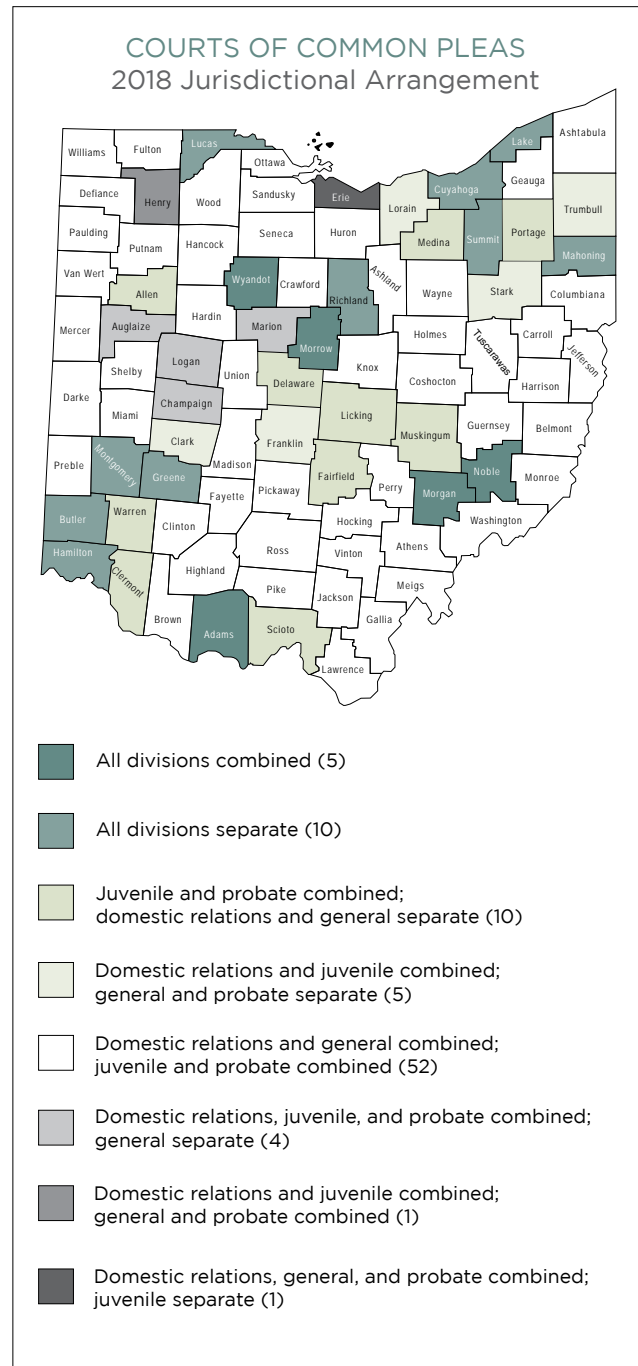 COURTS OF COMMON PLEAS
2018 Jurisdictional Arrangement
Williams
Fulton
Lucas
Ottawa
Lake
Ashtabula
Geauga
Cuyahoga
Defiance
Henry
Wood
Sandusky
Erie
Lorain
Trumbull
Paulding
Putnam
Hancock
Seneca
Huron
Medina
Summit
Portage
Mahoning
Van Wert
Allen
Wyandot
Crawford
Richland
Ashland
Wayne
Stark
Columbiana
Mercer
Auglaize
Hardin
Marion
Morrow
Holmes
Tuscarawas
Carroll
Jefferson
Shelby
Logan
Union
Delaware
Knox
Coshocton
Harrison
Darke
Miami
Champaign
Licking
Muskingum
Guernsey
Belmont
Clark
Franklin
Preble
Montgomery
Greene
Madison
Fairfield
Perry
Morgan
Noble
Monroe
Fayette
Pickaway
Butler
Warren
Clinton
Hocking
Washington
Hamilton
Clermont
Highland
Ross
Vinton
Athens
Brown
Adams
Pike
Jackson
Meigs
Scioto
Gallia
Lawrence
All divisions combined (5)
All divisions separate (10)
Juvenile and probate combined;
domestic relations and general separate (10)
Domestic relations and juvenile combined;
general and probate separate (5)
Domestic relations and general combined;
juvenile and probate combined (52)
Domestic relations, juvenile, and probate combined;
general separate (4)
Domestic relations and juvenile combined;
general and probate combined (1)
Domestic relations, general, and probate combined;
juvenile separate (1)